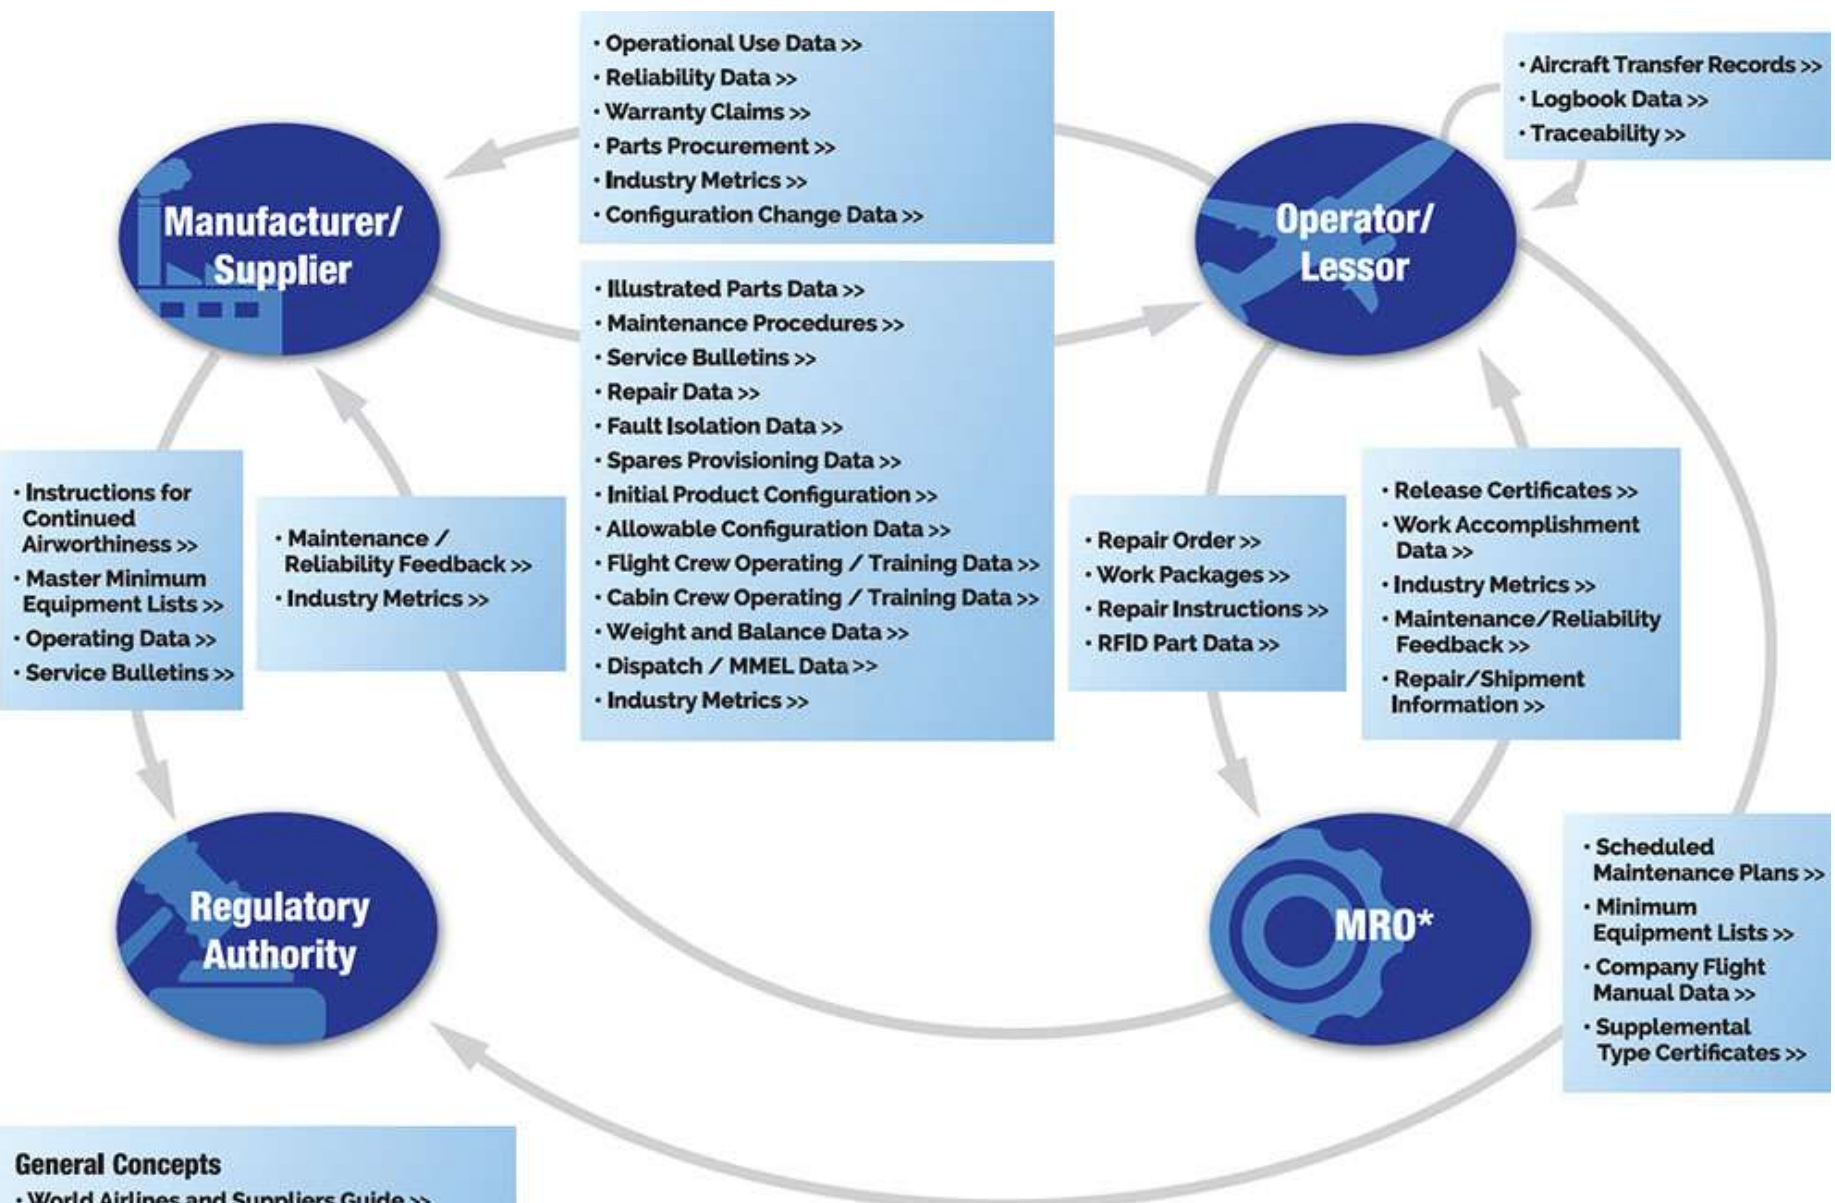 • Operational Use Data >>
• Reliability Data >>
• Warranty Claims >>
• Parts Procurement >>
• Industry Metrics >>
• Configuration Change Data >>
• Aircraft Transfer Records >>
• Logbook Data >>
• Traceability >>
Manufacturer/
Supplier
Operator/
Lessor
• Illustrated Parts Data >>
• Maintenance Procedures >>
• Service Bulletins >>
• Repair Data >>
• Fault Isolation Data >>
• Spares Provisioning Data >>
• Initial Product Configuration >>
• Allowable Configuration Data >>
• Flight Crew Operating / Training Data >>
• Cabin Crew Operating / Training Data >>
• Weight and Balance Data >>
• Dispatch / MMEL Data >>
• Industry Metrics >>
• Instructions for
Continued
Airworthiness >>
• Master Minimum
Equipment Lists >>
• Operating Data >>
• Service Bulletins >>
• Maintenance /
Reliability Feedback >>
• Industry Metrics >>
• Repair Order >>
• Work Packages >>
• Repair Instructions >>
• RFID Part Data >>
• Release Certificates >>
• Work Accomplishment
Data >>
• Industry Metrics >>
• Maintenance/Reliability
Feedback >>
• Repair/Shipment
Information >>
Regulatory
Authority
MRO*
• Scheduled
Maintenance Plans >>
• Minimum
Equipment Lists >>
• Company Flight
Manual Data >>
• Supplemental
Type Certificates >>
General Concepts
• World Airlines and Suppliers Guide >>